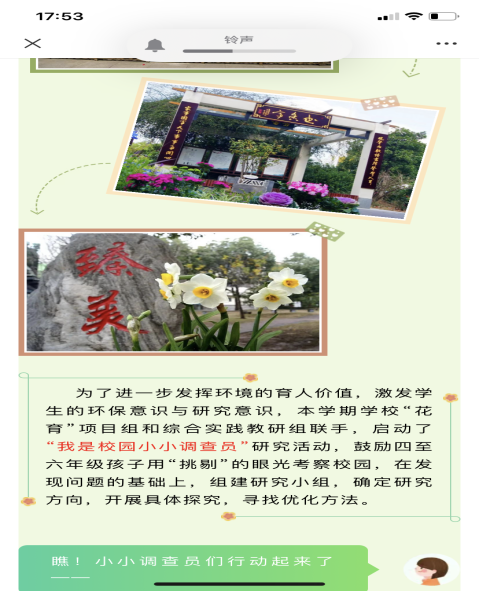 17:53
铃声
臻
美
为了进一步发挥环境的育人价值，激发学
生的环保意识与研究意识，本学期学校“花
育”项目组和综合实践教研组联手，启动了
“我是校园小小调查员”研究活动，鼓励四至
六年级孩子用“挑剔”的眼光考察校园，在发
现问题的基础上，组建研究小组，确定研究
方向，开展具体探究，寻找优化方法。
瞧！小小调查员们行动起来了
——